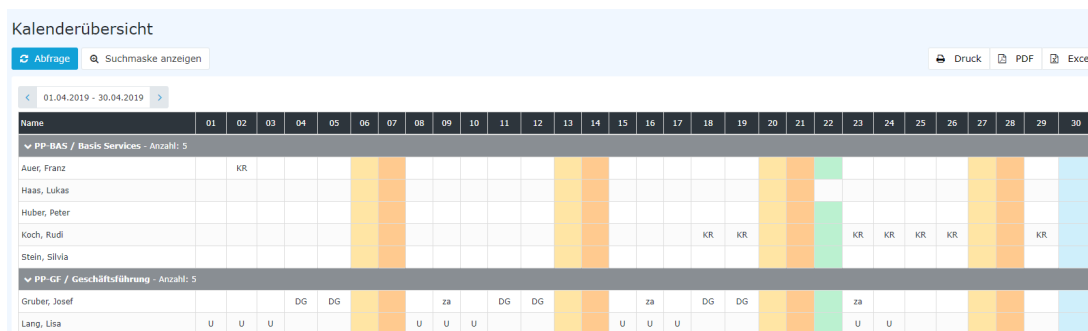 Kalenderübersicht
Abfrage Suchmaske anzeigen Druck PDF Exce
01.04.2019 - 30.04.2019
Name 01 02 03 04 05 06 07 08 09 10 11 12 13 14 15 16 17 18 19 20 21 22 23 24 25 26 27 28 29 30
PP-BAS / Basis Services - Anzahl: 5
Auer, Franz KR
Haas, Lukas
Huber, Peter
Koch, Rudi KR KR KR KR KR KR KR
Stein, Silvia
PP-GF / Geschäftsführung - Anzahl: 5
Gruber, Josef DG DG za DG DG za DG DG za
Lang, Lisa U U U U U U U U U U U